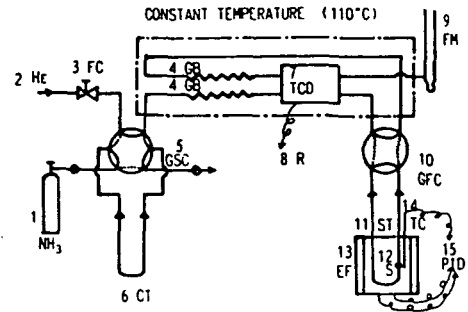 CONSTANT TEMPERATURE (110°C)
9
FM
3 FC
2 He
4 GB
4 GB
7
TCD
8 R
5
GSC
10
GFC
1
NH3
6 CT
11 ST
14
TC
13
EF
12
S
15
PID